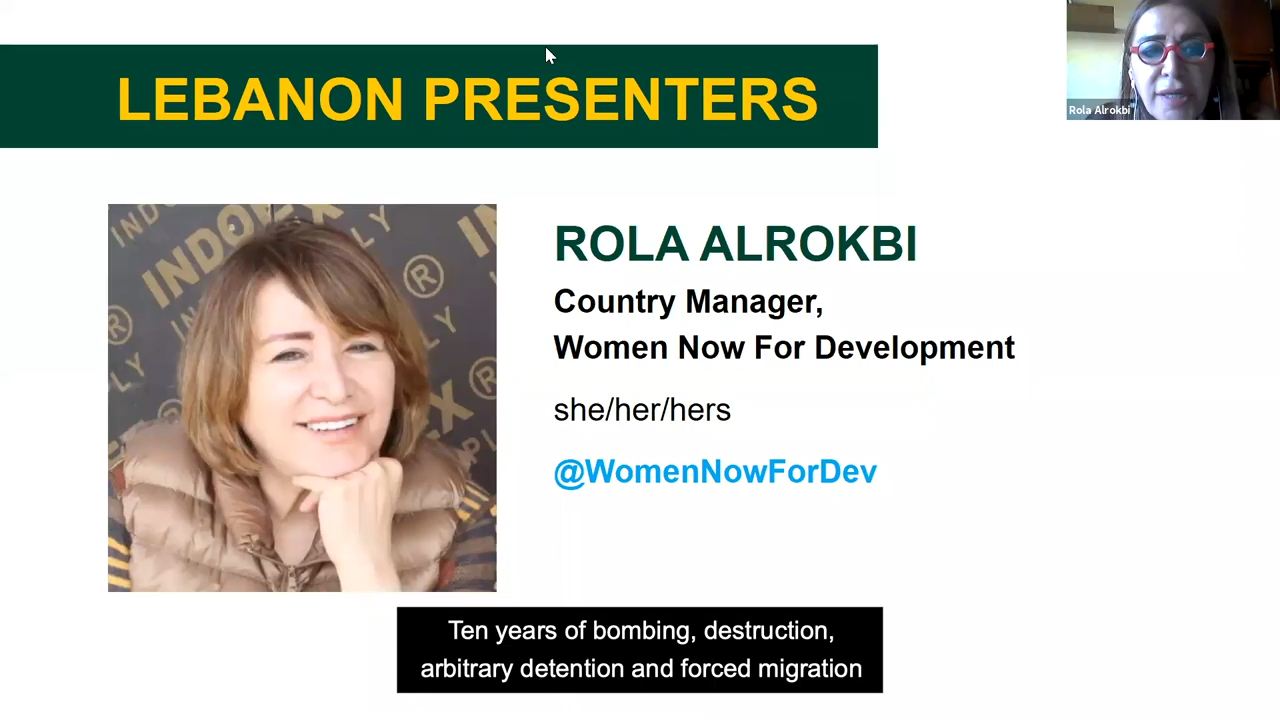 LEBANON PRESENTERS
Rola Alrokbi
INDOEX
®
ROLA ALROKBI
Country Manager,
Women Now For Development
she/her/hers
@WomenNowForDev
Ten years of bombing, destruction,
arbitrary detention and forced migration